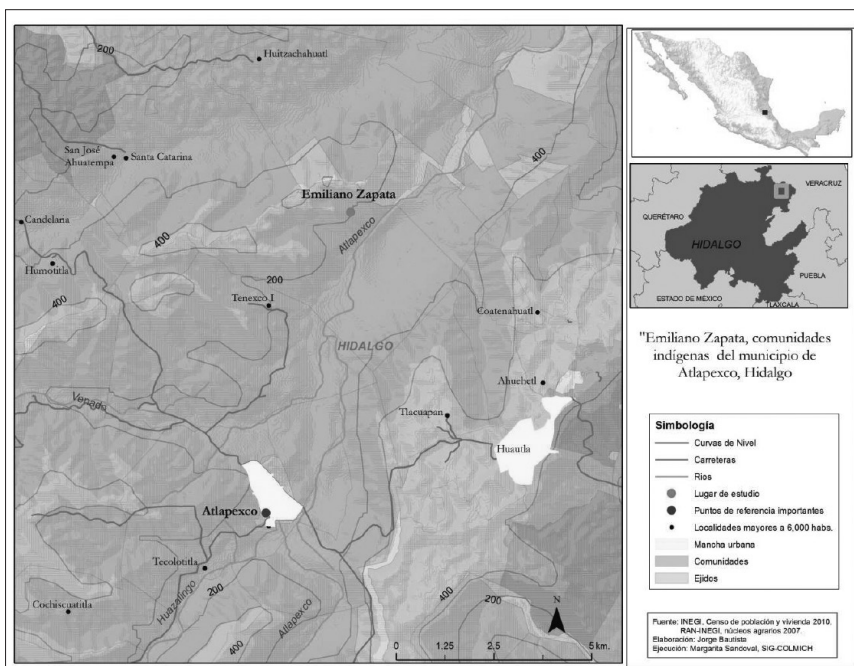 200
Huitzachahuatl
San José
Ahuatempa
Santa Catarina
400
Emiliano Zapata
Candelaria
Atlapexco
400
Humotitla
200
400
Tenexco I
Coatenahuatl
HIDALGO
Ahuehetl
Venado
Tlacuapan
Huautla
Atlapexco
Tecolotitla
Huazalingo
200
Cochiscuatitla
400
Atlapexco
400
200
N
0 1.25 2.5 5 km.
VERACRUZ
QUERÉTARO
HIDALGO
PUEBLA
ESTADO DE MÉXICO
TLAXCALA
"Emiliano Zapata, comunidades
indígenas del municipio de
Atlapexco, Hidalgo
Simbología
Curvas de Nivel
Carreteras
Rios
Lugar de estudio
Puntos de referencia importantes
Localidades mayores a 6,000 habs.
Mancha urbana
Comunidades
Ejidos
Fuente: INEGI, Censo de población y vivienda 2010.
RAN-INEGI, núcleos agrarios 2007.
Elaboración: Jorge Bautista
Ejecución: Margarita Sandoval, SIG-COLMICH